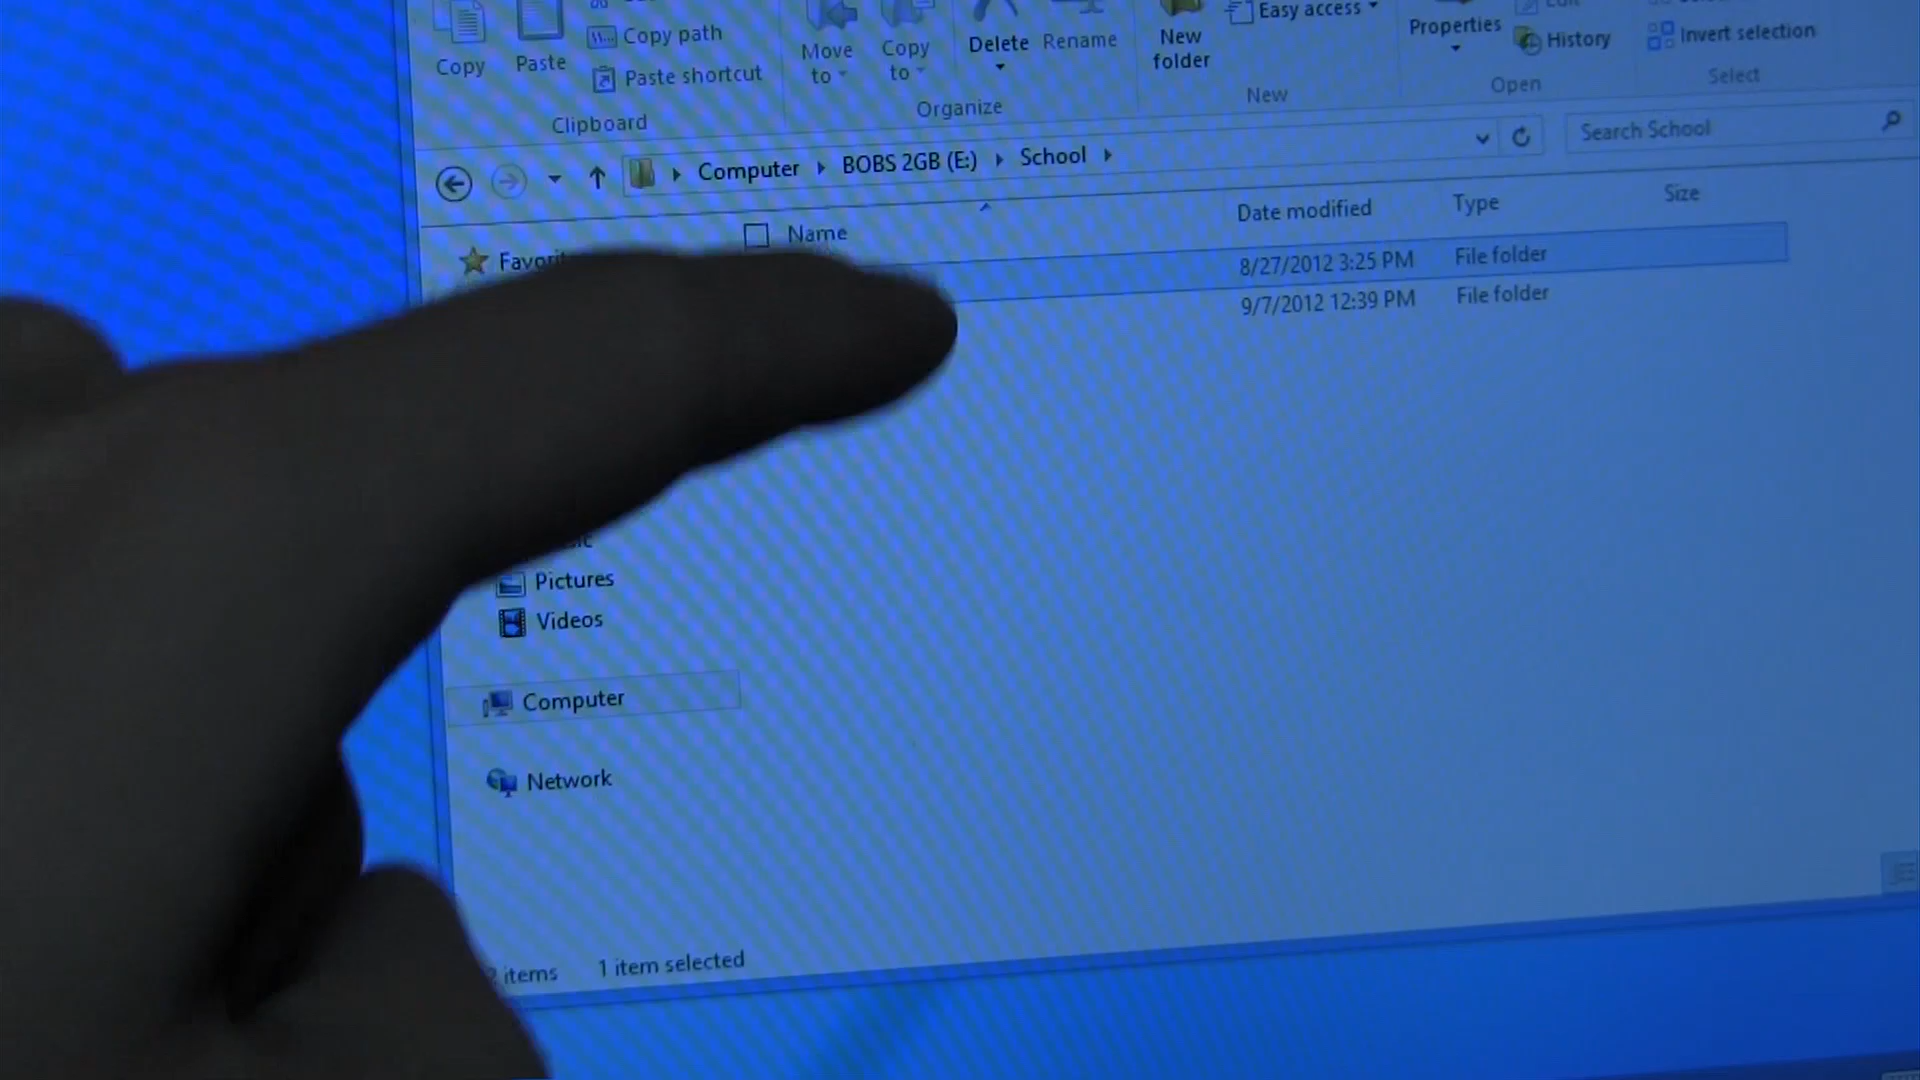 Easy access
Copy path
Properties
Copy
Paste
Paste shortcut
Move to
Copy to
Delete
Rename
New folder
History
Invert selection
Clipboard
Organize
New
Open
Select
Computer BOBS 2GB (E:) School
Search School
Name Date modified Type Size
8/27/2012 3:25 PM File folder
9/7/2012 12:39 PM File folder
Pictures
Videos
Computer
Network
2 items 1 item selected